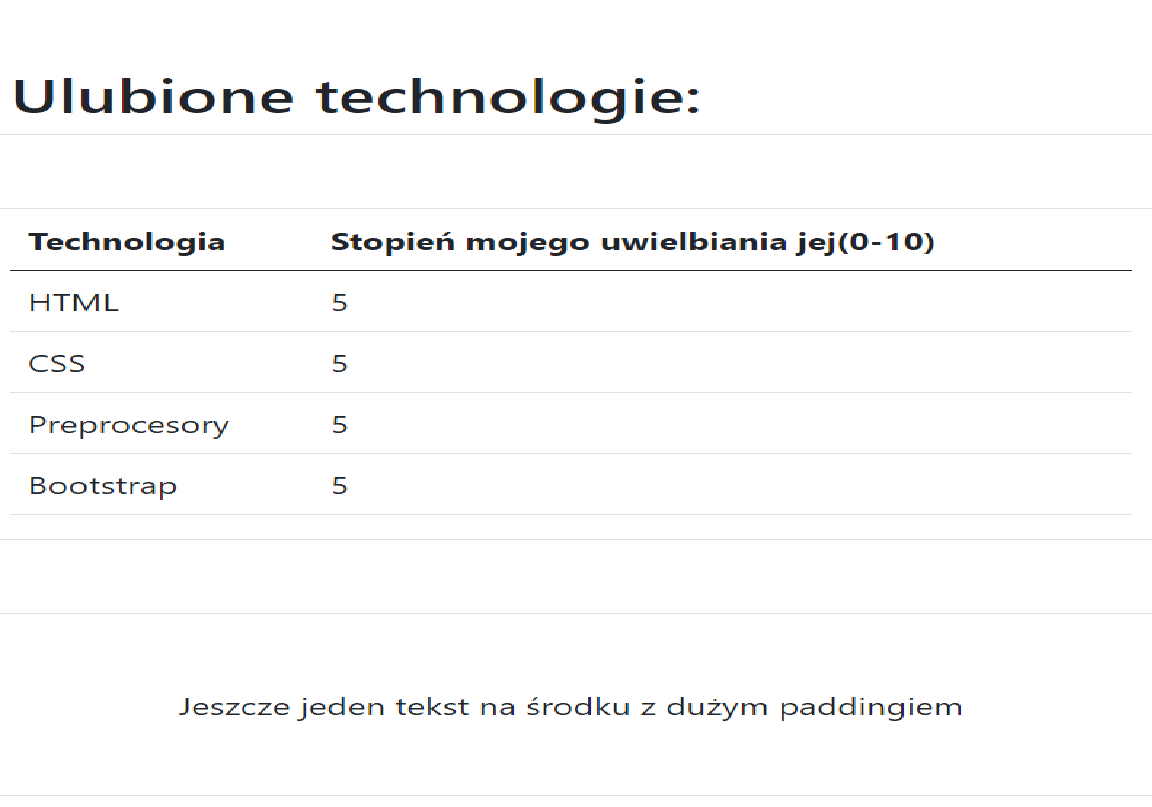 Ulubione technologie:
Technologia Stopień mojego uwielbiania jej(0-10)
HTML 5
CSS 5
Preprocesory 5
Bootstrap 5
Jeszcze jeden tekst na środku z dużym paddingiem